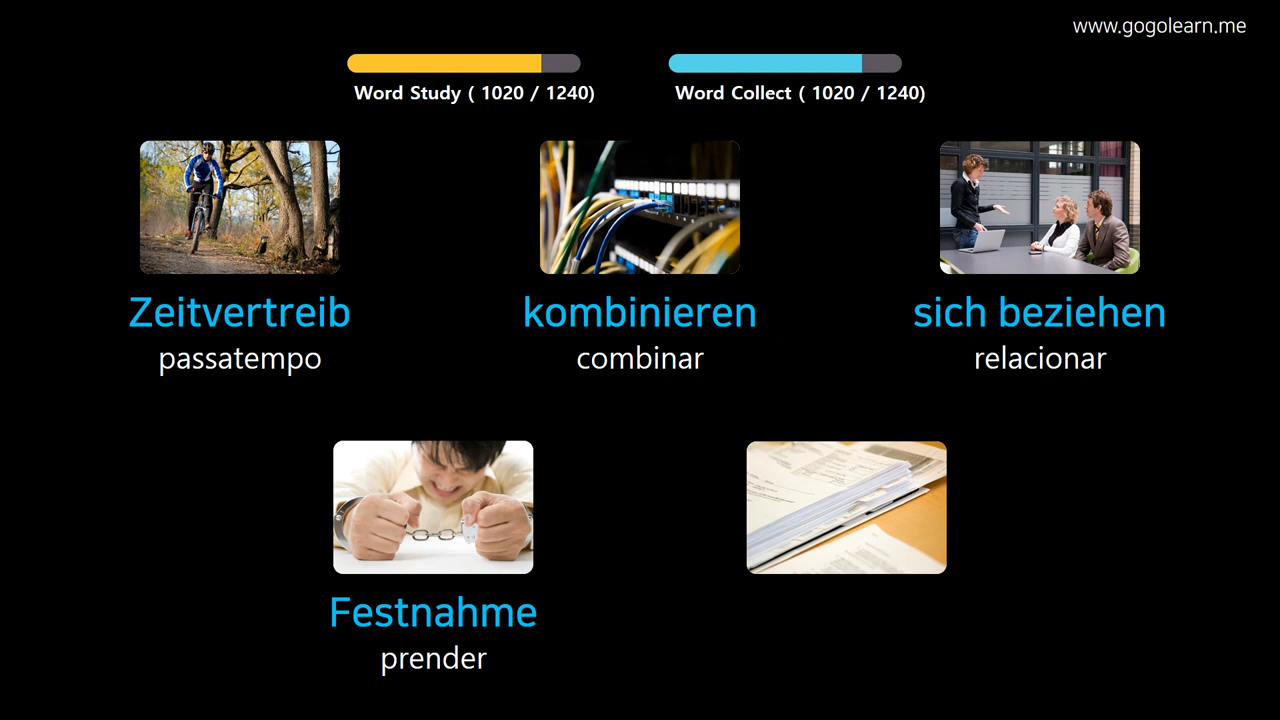 www.gogolearn.me
Word Study ( 1020 / 1240)
Word Collect ( 1020 / 1240)
Zeitvertreib
passatempo
kombinieren
combinar
sich beziehen
relacionar
Festnahme
prender